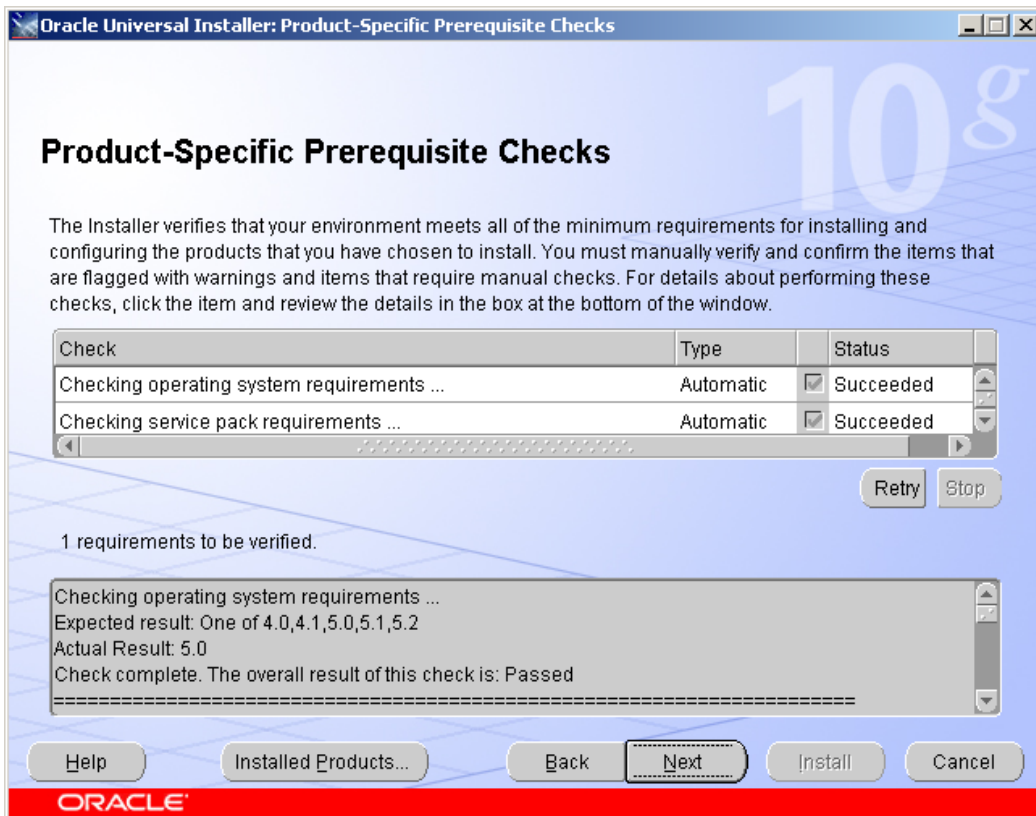 Oracle Universal Installer: Product-Specific Prerequisite Checks
10g
Product-Specific Prerequisite Checks
The Installer verifies that your environment meets all of the minimum requirements for installing and
configuring the products that you have chosen to install. You must manually verify and confirm the items that
are flagged with warnings and items that require manual checks. For details about performing these
checks, click the item and review the details in the box at the bottom of the window.
Check Type Status
Checking operating system requirements ... Automatic Succeeded
Checking service pack requirements ... Automatic Succeeded
Retry Stop
1 requirements to be verified.
Checking operating system requirements ...
Expected result: One of 4.0,4.1,5.0,5.1,5.2
Actual Result: 5.0
Check complete. The overall result of this check is: Passed
========================================================================
Help Installed Products... Back Next Install Cancel
ORACLE